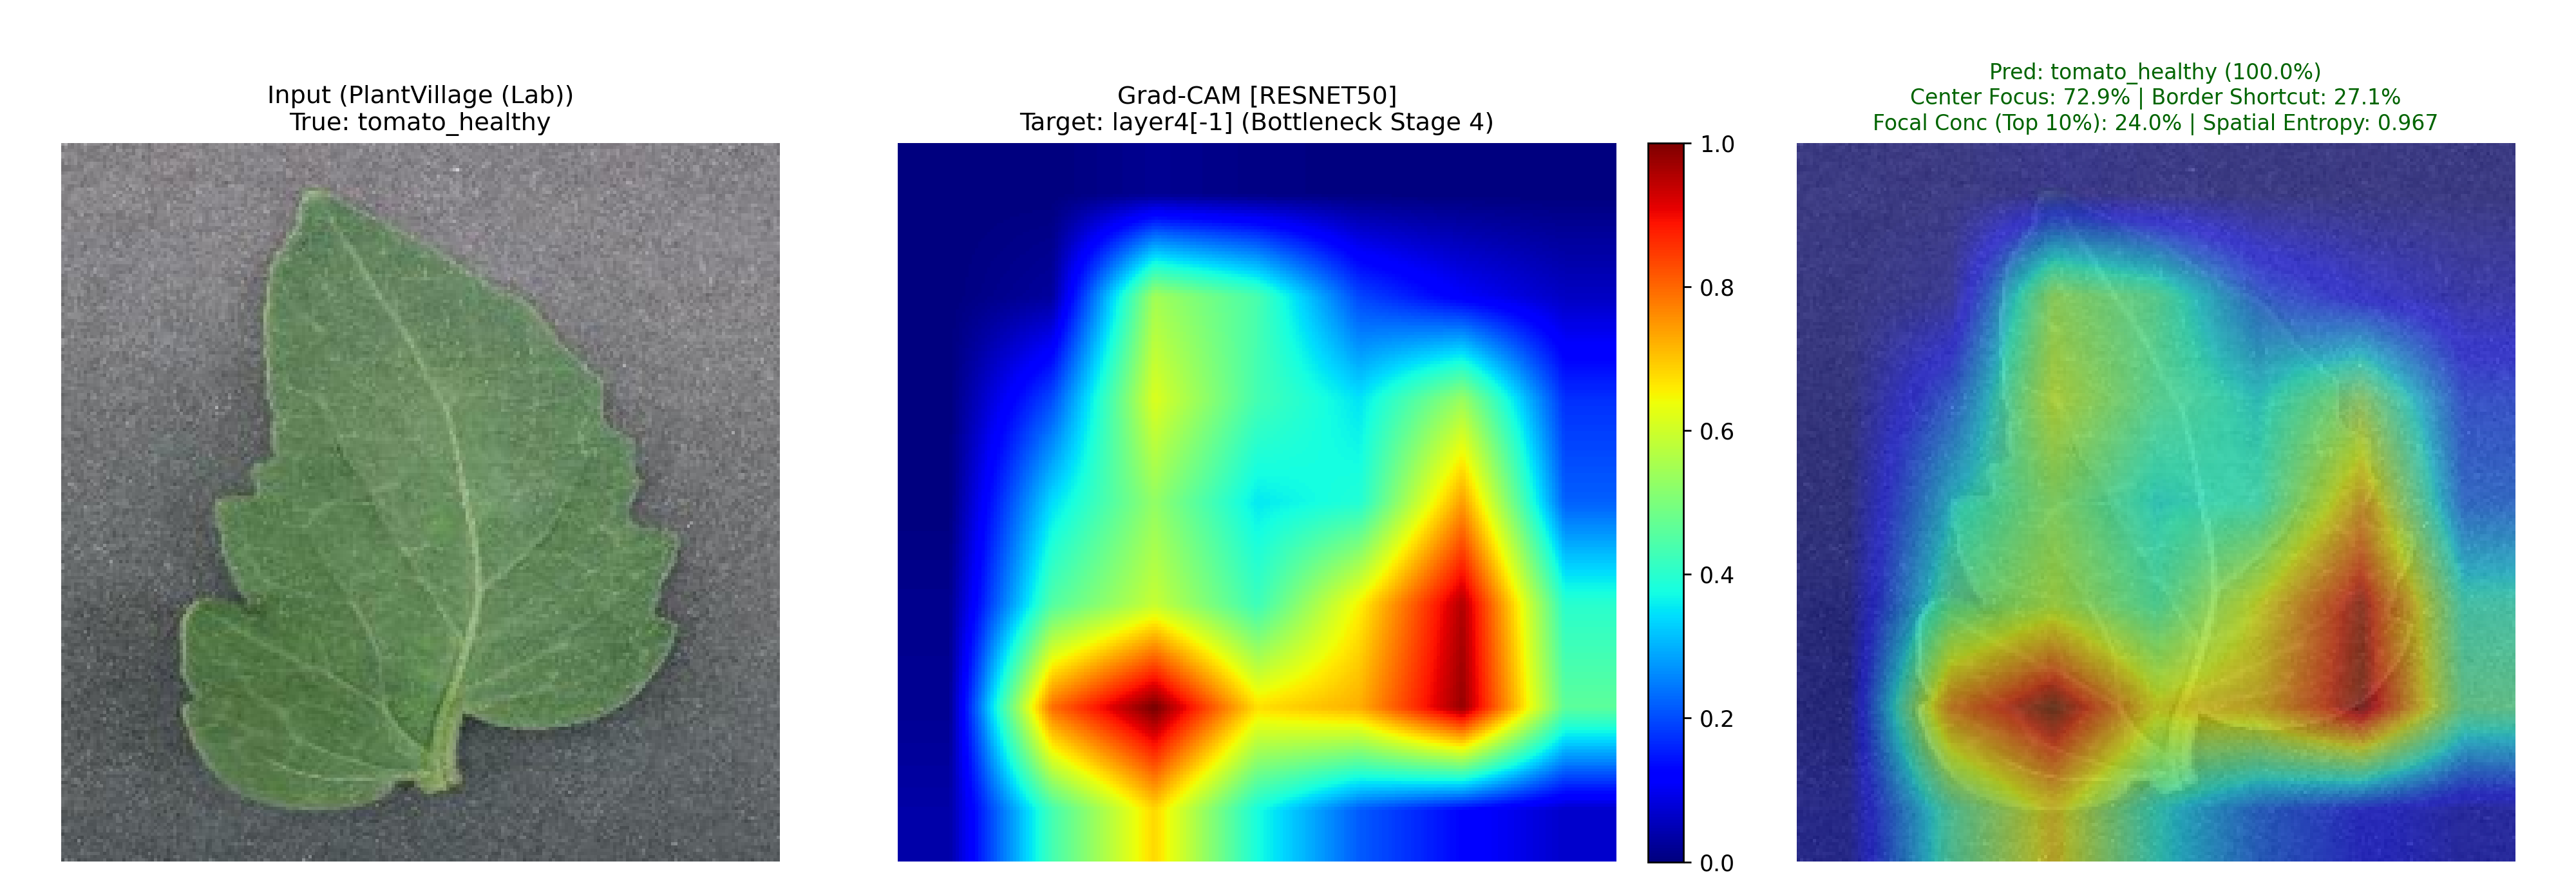 Input (PlantVillage (Lab))
True: tomato_healthy
Grad-CAM [RESNET50]
Target: layer4[-1] (Bottleneck Stage 4)
1.0
0.8
0.6
0.4
0.2
0.0
Pred: tomato_healthy (100.0%)
Center Focus: 72.9% | Border Shortcut: 27.1%
Focal Conc (Top 10%): 24.0% | Spatial Entropy: 0.967